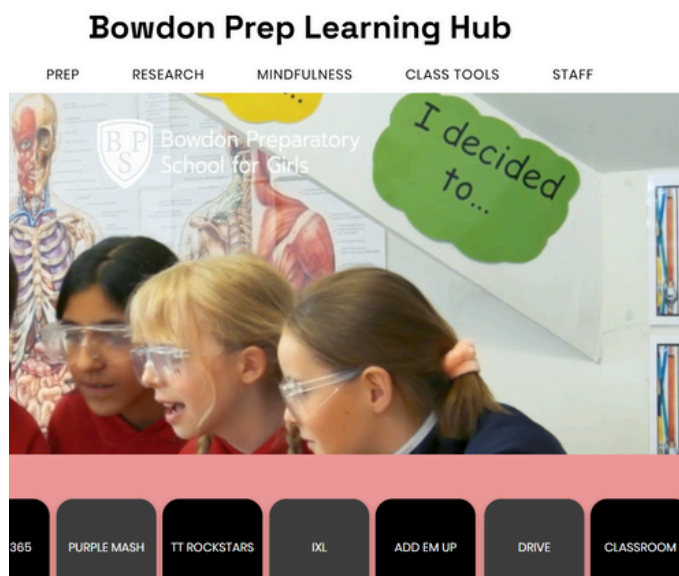 Bowdon Prep Learning Hub
PREP RESEARCH MINDFULNESS CLASS TOOLS STAFF
...
BPS
Bowdon Preparatory
School for Girls
I decided
to...
365 PURPLE MASH TT ROCKSTARS IXL ADD EM UP DRIVE CLASSROOM